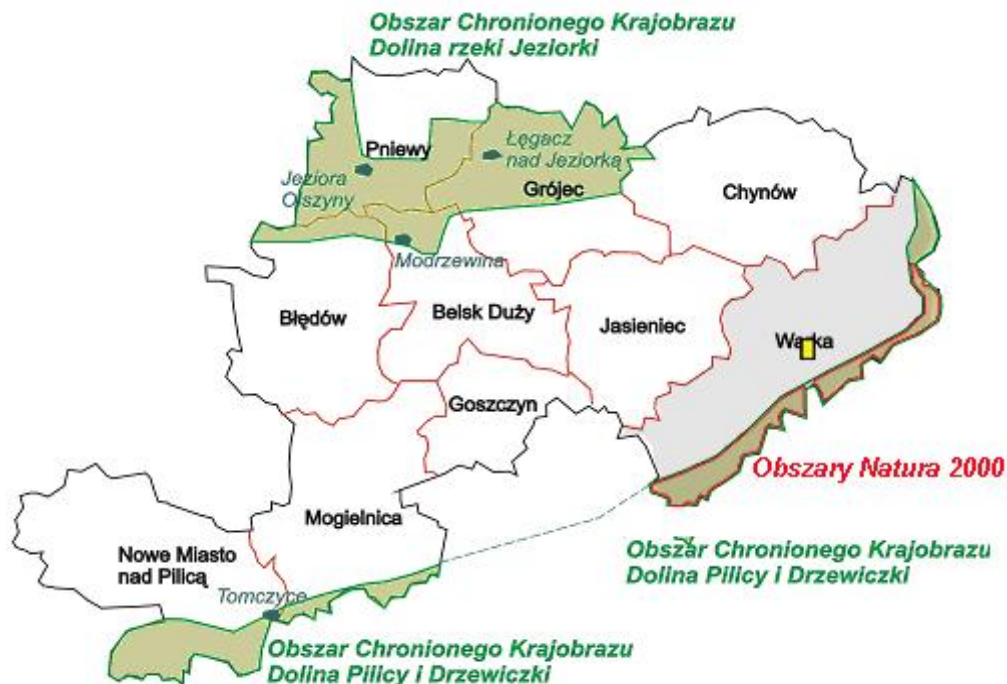 Obszar Chronionego Krajobrazu
Dolina rzeki Jeziorki
Pniewy
Łęgacz
nad Jeziorką
Jeziora
Olszyny
Grójec
Chynów
Modrzewina
Błędów
Belsk Duży
Jasieniec
Warka
Goszczyn
Obszary Natura 2000
Mogielnica
Nowe Miasto
nad Pilicą
Obszar Chronionego Krajobrazu
Dolina Pilicy i Drzewiczki
Tomczyce
Obszar Chronionego Krajobrazu
Dolina Pilicy i Drzewiczki